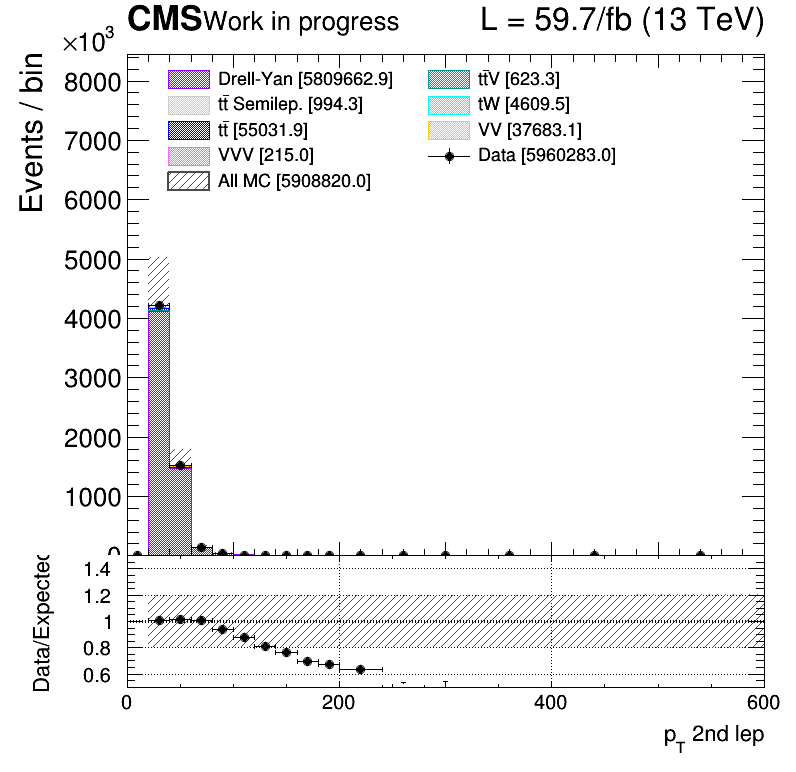 CMS Work in progress L = 59.7/fb (13 TeV)
×10³
Events / bin
8000
7000
6000
5000
4000
3000
2000
1000
0
Drell-Yan [5809662.9]
tt̄ Semilep. [994.3]
tt̄ [55031.9]
VVV [215.0]
All MC [5908820.0]
tt̄V [623.3]
tW [4609.5]
VV [37683.1]
Data [5960283.0]
Data/Expected
1.4
1.2
1
0.8
0.6
0 200 400 600
p_T 2nd lep